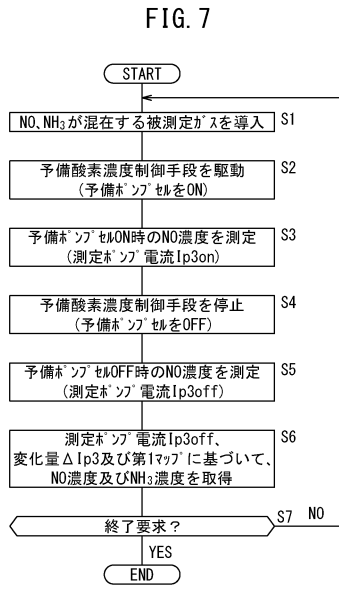 FIG. 7
START
NO、NH₃が混在する被測定ガスを導入 S1
予備酸素濃度制御手段を駆動 S2
(予備ポンプセルをON)
予備ポンプセルON時のNO濃度を測定 S3
(測定ポンプ電流Ip3on)
予備酸素濃度制御手段を停止 S4
(予備ポンプセルをOFF)
予備ポンプセルOFF時のNO濃度を測定 S5
(測定ポンプ電流Ip3off)
測定ポンプ電流Ip3off、 S6
変化量ΔIp3及び第1マップに基づいて、
NO濃度及びNH₃濃度を取得
終了要求? S7 NO
YES
END